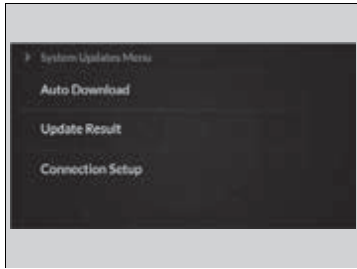 System Updates Menu
Auto Download
Update Result
Connection Setup